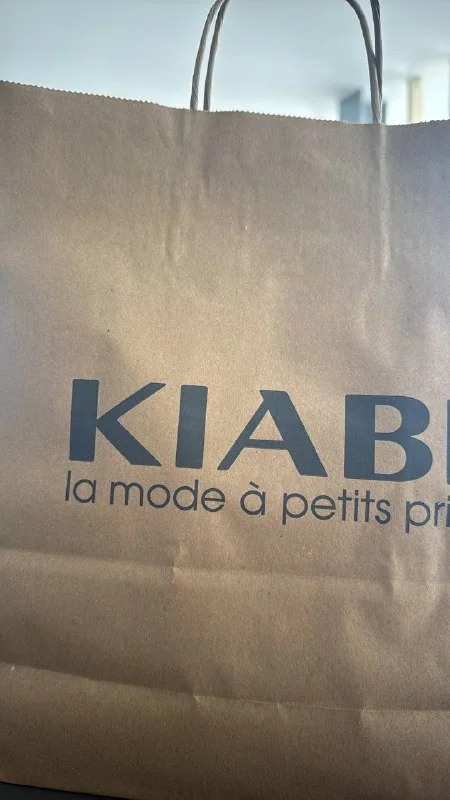 KIAB
la mode à petits pri